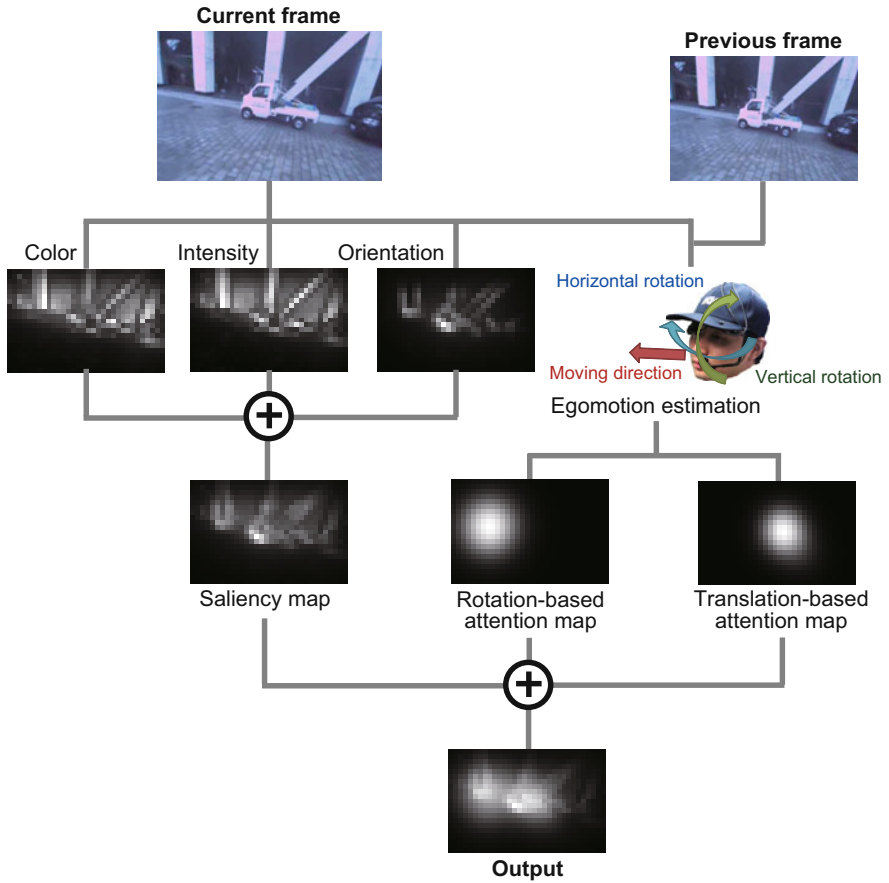 Current frame
Previous frame
Color
Intensity
Orientation
Horizontal rotation
Moving direction
Vertical rotation
Egomotion estimation
Saliency map
Rotation-based
attention map
Translation-based
attention map
Output